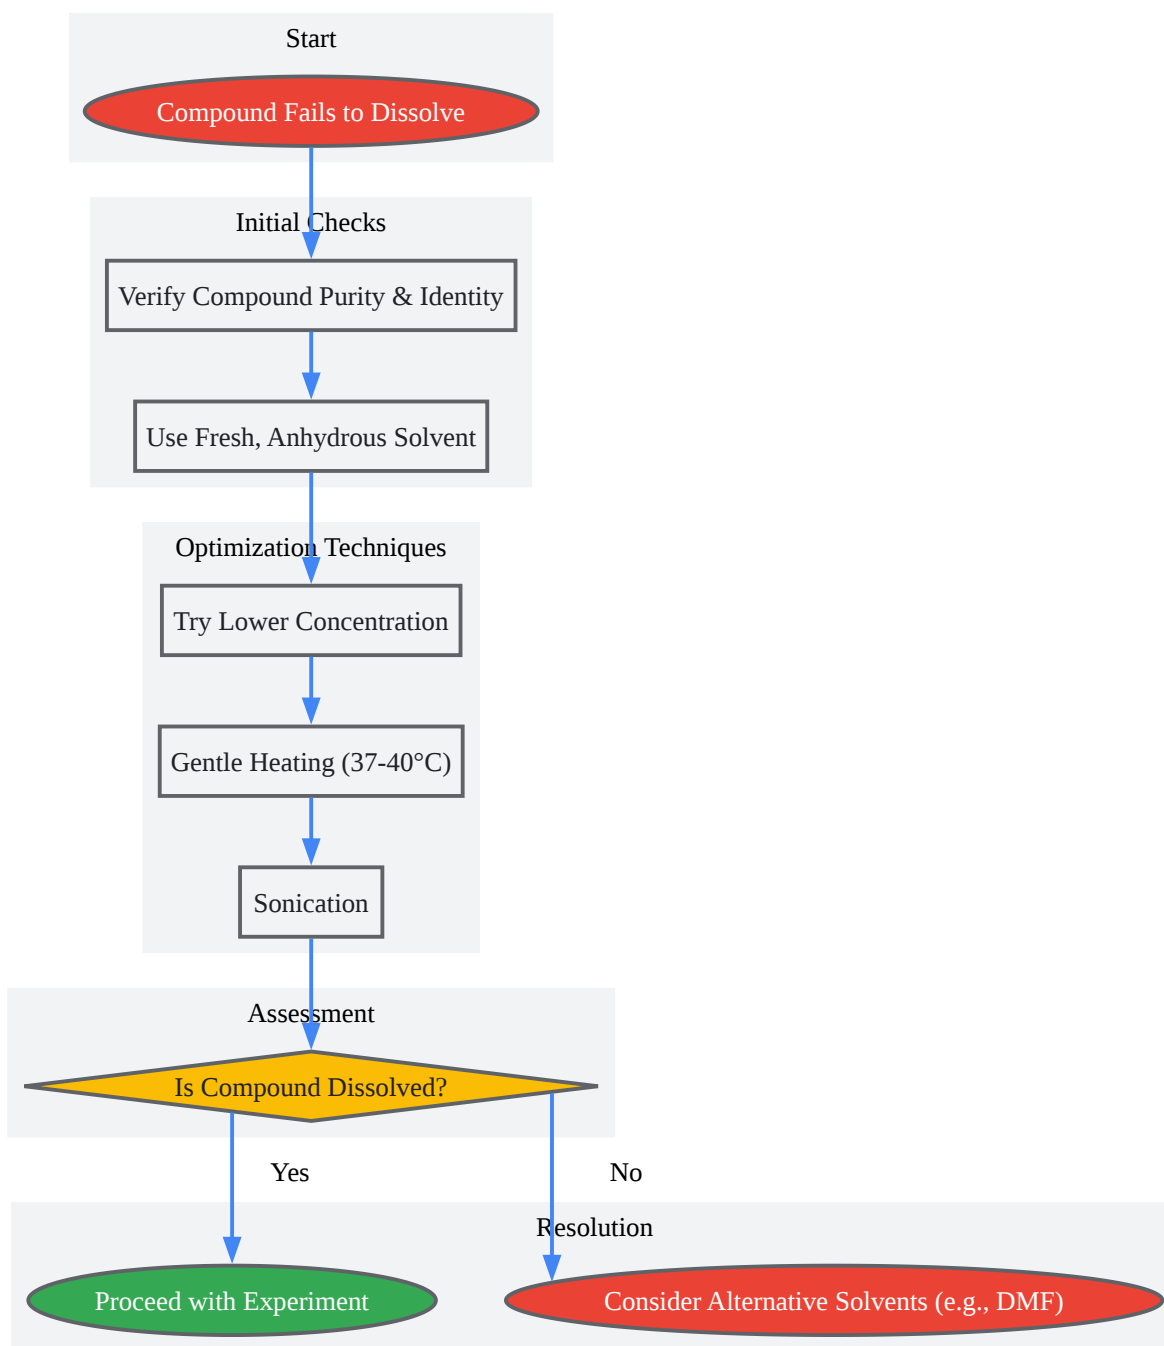 Start
Compound Fails to Dissolve
Initial Checks
Verify Compound Purity & Identity
Use Fresh, Anhydrous Solvent
Optimization Techniques
Try Lower Concentration
Gentle Heating (37-40°C)
Sonication
Assessment
Is Compound Dissolved?
Yes
No
Resolution
Proceed with Experiment
Consider Alternative Solvents (e.g., DMF)